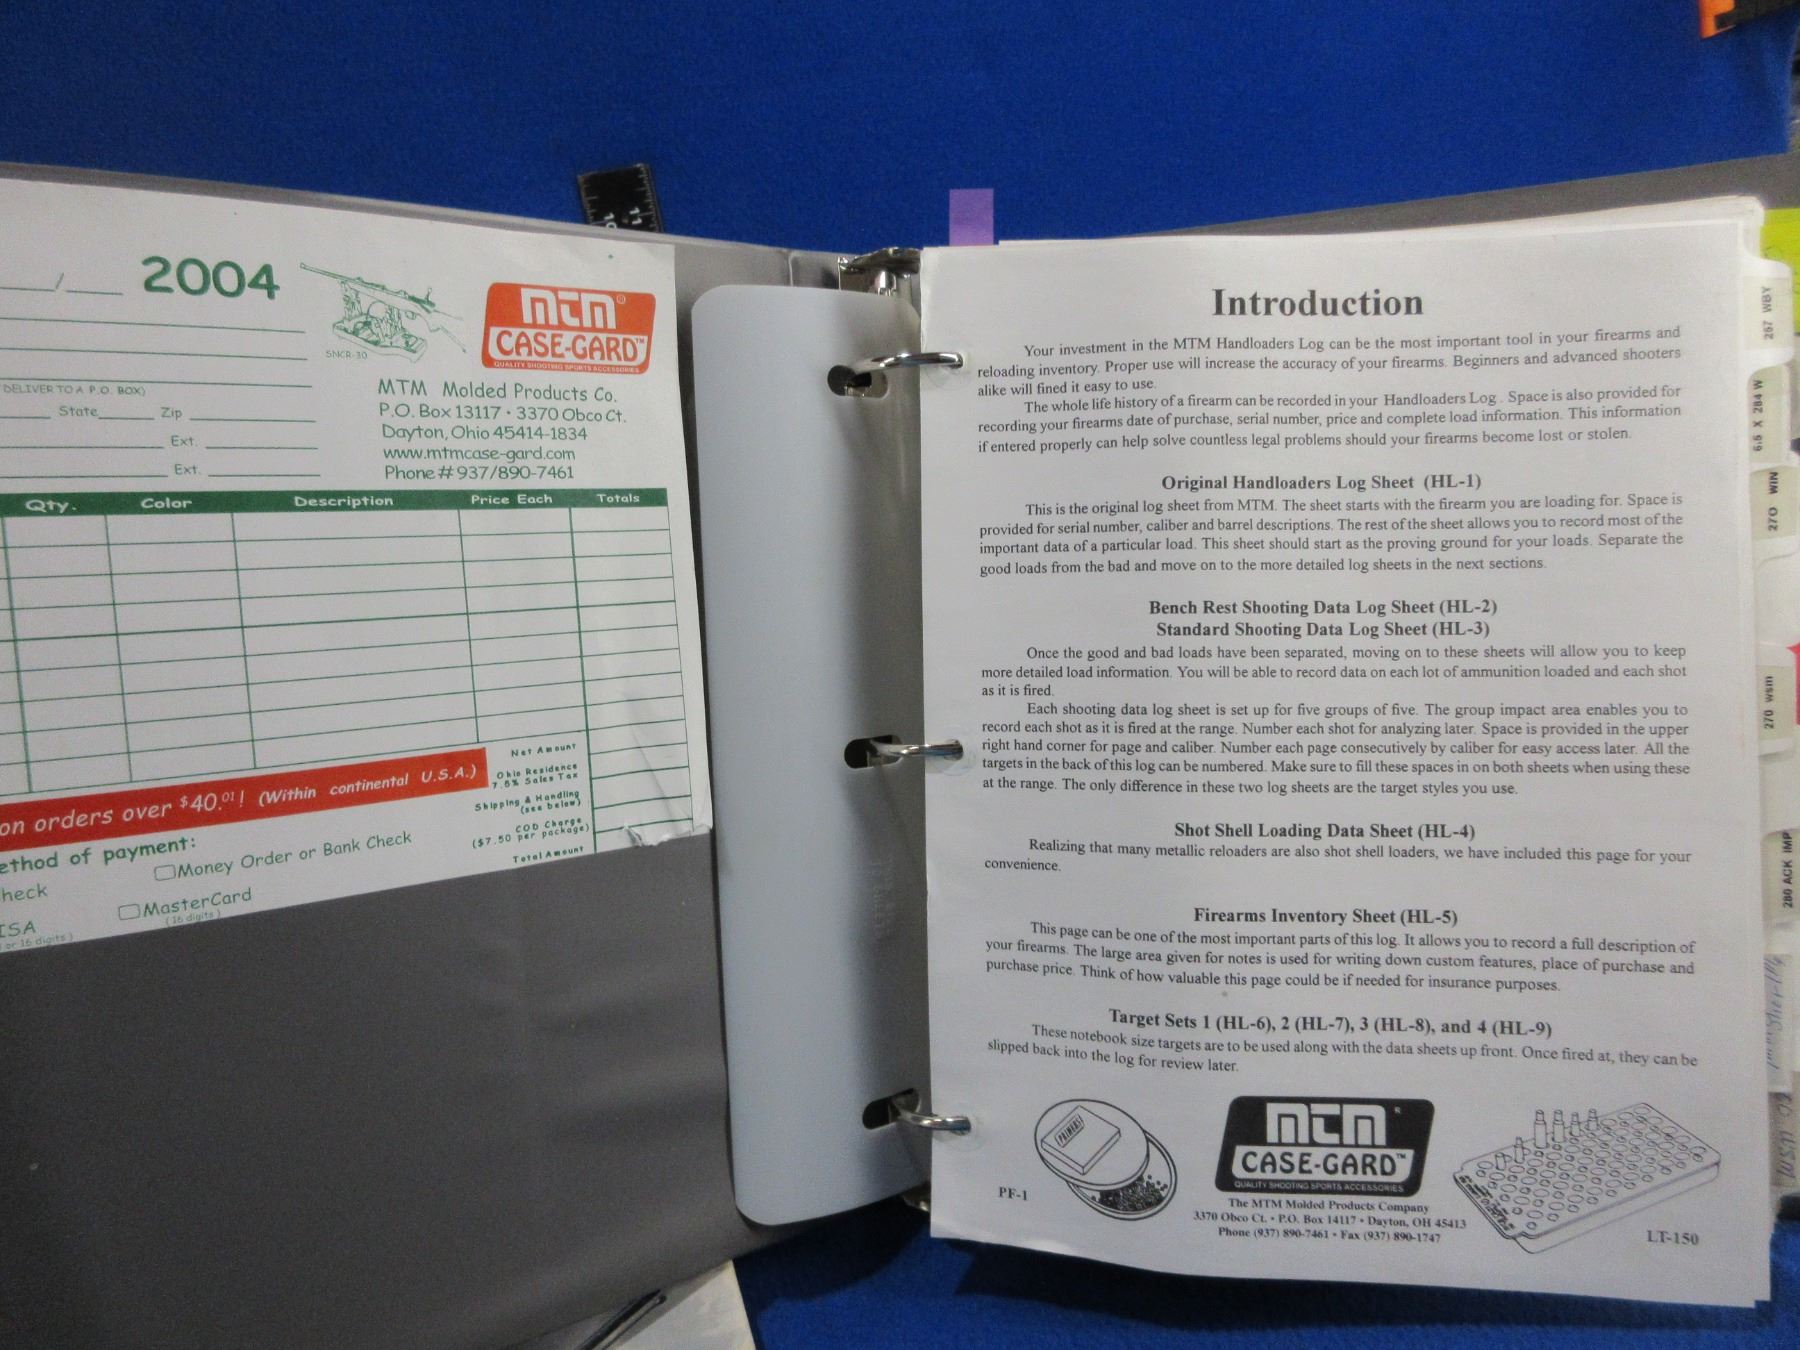 2004
SNCR-30
MTM®
CASE-GARD™
QUALITY SHOOTING SPORTS ACCESSORIES
MTM Molded Products Co.
P.O. Box 13117 • 3370 Obco Ct.
Dayton, Ohio 45414-1834
www.mtmcase-gard.com
Phone # 937/890-7461
DELIVER TO A P.O. BOX)
State Zip
Ext.
Ext.
Qty. Color Description Price Each Totals
Net Amount
Ohio Residence
7.5% Sales Tax
Shipping & Handling
(see below)
COD Charge
($7.50 per package)
Total Amount
on orders over $40.01! (Within continental U.S.A.)
ethod of payment:
heck
Money Order or Bank Check
ISA
MasterCard
or 16 digits)
(16 digits)
Introduction
Your investment in the MTM Handloaders Log can be the most important tool in your firearms and
reloading inventory. Proper use will increase the accuracy of your firearms. Beginners and advanced shooters
alike will fined it easy to use.
The whole life history of a firearm can be recorded in your Handloaders Log. Space is also provided for
recording your firearms date of purchase, serial number, price and complete load information. This information
if entered properly can help solve countless legal problems should your firearms become lost or stolen.
Original Handloaders Log Sheet (HL-1)
This is the original log sheet from MTM. The sheet starts with the firearm you are loading for. Space is
provided for serial number, caliber and barrel descriptions. The rest of the sheet allows you to record most of the
important data of a particular load. This sheet should start as the proving ground for your loads. Separate the
good loads from the bad and move on to the more detailed log sheets in the next sections.
Bench Rest Shooting Data Log Sheet (HL-2)
Standard Shooting Data Log Sheet (HL-3)
Once the good and bad loads have been separated, moving on to these sheets will allow you to keep
more detailed load information. You will be able to record data on each lot of ammunition loaded and each shot
as it is fired.
Each shooting data log sheet is set up for five groups of five. The group impact area enables you to
record each shot as it is fired at the range. Number each shot for analyzing later. Space is provided in the upper
right hand corner for page and caliber. Number each page consecutively by caliber for easy access later. All the
targets in the back of this log can be numbered. Make sure to fill these spaces in on both sheets when using these
at the range. The only difference in these two log sheets are the target styles you use.
Shot Shell Loading Data Sheet (HL-4)
Realizing that many metallic reloaders are also shot shell loaders, we have included this page for your
convenience.
Firearms Inventory Sheet (HL-5)
This page can be one of the most important parts of this log. It allows you to record a full description of
your firearms. The large area given for notes is used for writing down custom features, place of purchase and
purchase price. Think of how valuable this page could be if needed for insurance purposes.
Target Sets 1 (HL-6), 2 (HL-7), 3 (HL-8), and 4 (HL-9)
These notebook size targets are to be used along with the data sheets up front. Once fired at, they can be
slipped back into the log for review later.
PRIMERS
PF-1
MTM®
CASE-GARD™
QUALITY SHOOTING SPORTS ACCESSORIES
The MTM Molded Products Company
3370 Obco Ct. • P.O. Box 14117 • Dayton, OH 45413
Phone (937) 890-7461 • Fax (937) 890-1747
LT-150
257 WBY
6.5 X 284 W
270 WIN
270 wsm
280 ACK IMP